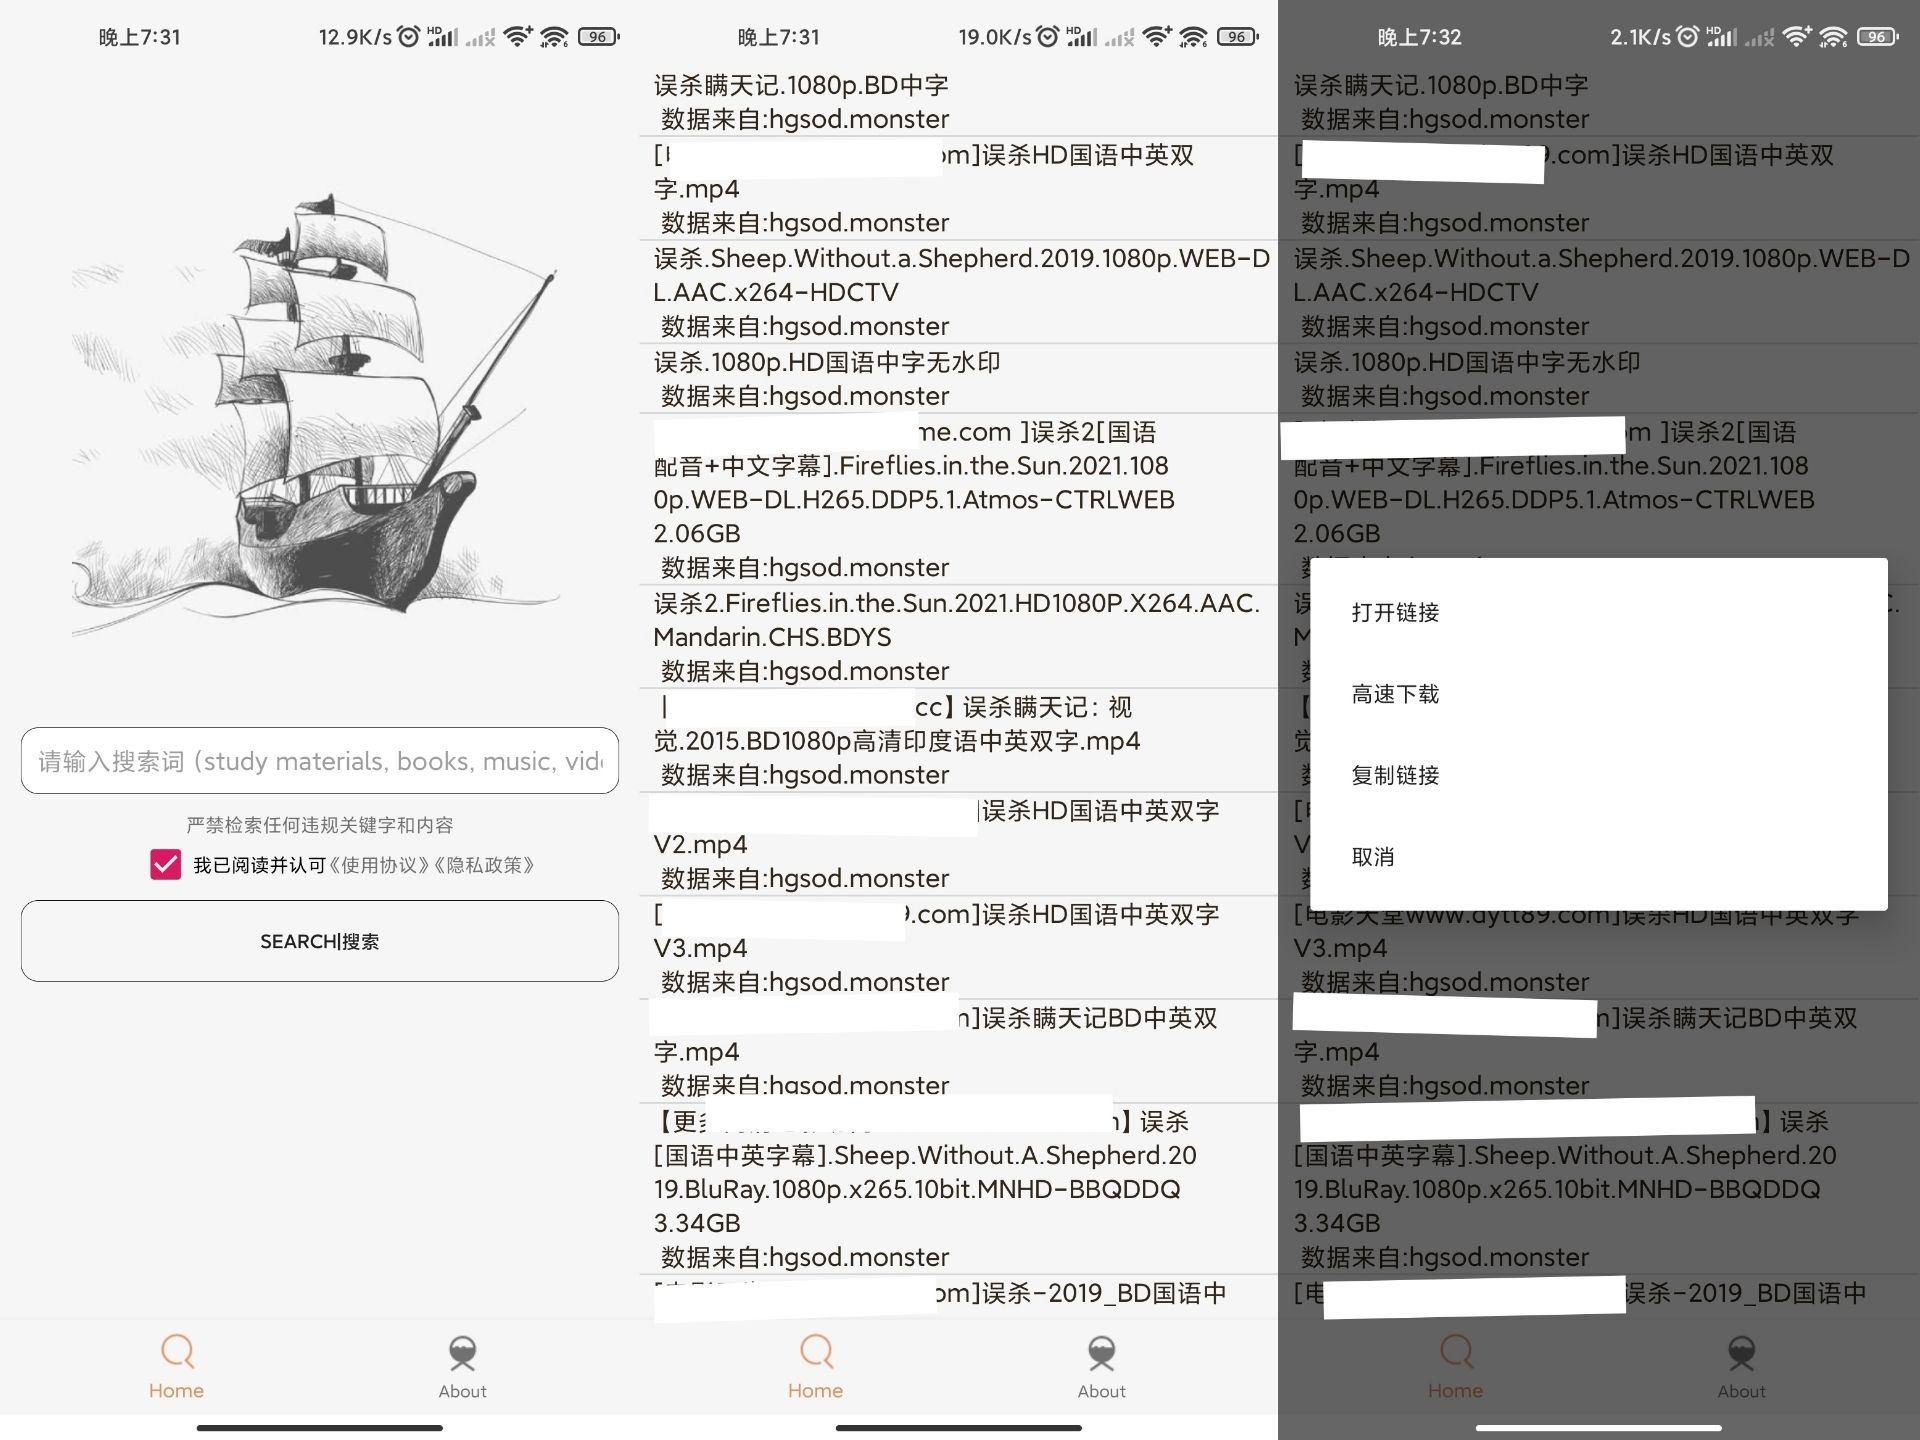 晚上7:31
12.9K/s
HD
96
请输入搜索词 (study materials, books, music, vid
严禁检索任何违规关键字和内容
我已阅读并认可《使用协议》《隐私政策》
SEARCH|搜索
Home
About
晚上7:31
19.0K/s
HD
96
误杀瞒天记.1080p.BD中字
数据来自:hgsod.monster
om]误杀HD国语中英双
字.mp4
数据来自:hgsod.monster
误杀.Sheep.Without.a.Shepherd.2019.1080p.WEB-D
L.AAC.x264-HDCTV
数据来自:hgsod.monster
误杀.1080p.HD国语中字无水印
数据来自:hgsod.monster
me.com ]误杀2[国语
配音+中文字幕].Fireflies.in.the.Sun.2021.108
0p.WEB-DL.H265.DDP5.1.Atmos-CTRLWEB
2.06GB
数据来自:hgsod.monster
误杀2.Fireflies.in.the.Sun.2021.HD1080P.X264.AAC.
Mandarin.CHS.BDYS
数据来自:hgsod.monster
cc】误杀瞒天记：视
觉.2015.BD1080p高清印度语中英双字.mp4
数据来自:hgsod.monster
]误杀HD国语中英双字
V2.mp4
数据来自:hgsod.monster
[ 9.com]误杀HD国语中英双字
V3.mp4
数据来自:hgsod.monster
]误杀瞒天记BD中英双
字.mp4
数据来自:hgsod.monster
【更 】误杀
[国语中英字幕].Sheep.Without.A.Shepherd.20
19.BluRay.1080p.x265.10bit.MNHD-BBQDDQ
3.34GB
数据来自:hgsod.monster
om]误杀-2019_BD国语中
Home
About
晚上7:32
2.1K/s
HD
96
误杀瞒天记.1080p.BD中字
数据来自:hgsod.monster
[ 9.com]误杀HD国语中英双
字.mp4
数据来自:hgsod.monster
误杀.Sheep.Without.a.Shepherd.2019.1080p.WEB-D
L.AAC.x264-HDCTV
数据来自:hgsod.monster
误杀.1080p.HD国语中字无水印
数据来自:hgsod.monster
om ]误杀2[国语
配音+中文字幕].Fireflies.in.the.Sun.2021.108
0p.WEB-DL.H265.DDP5.1.Atmos-CTRLWEB
2.06GB
打开链接
高速下载
复制链接
取消
[电影天堂www.dytt89.com]误杀HD国语中英双字
V3.mp4
数据来自:hgsod.monster
]误杀瞒天记BD中英双
字.mp4
数据来自:hgsod.monster
】误杀
[国语中英字幕].Sheep.Without.A.Shepherd.20
19.BluRay.1080p.x265.10bit.MNHD-BBQDDQ
3.34GB
数据来自:hgsod.monster
[电 误杀-2019_BD国语中
Home
About